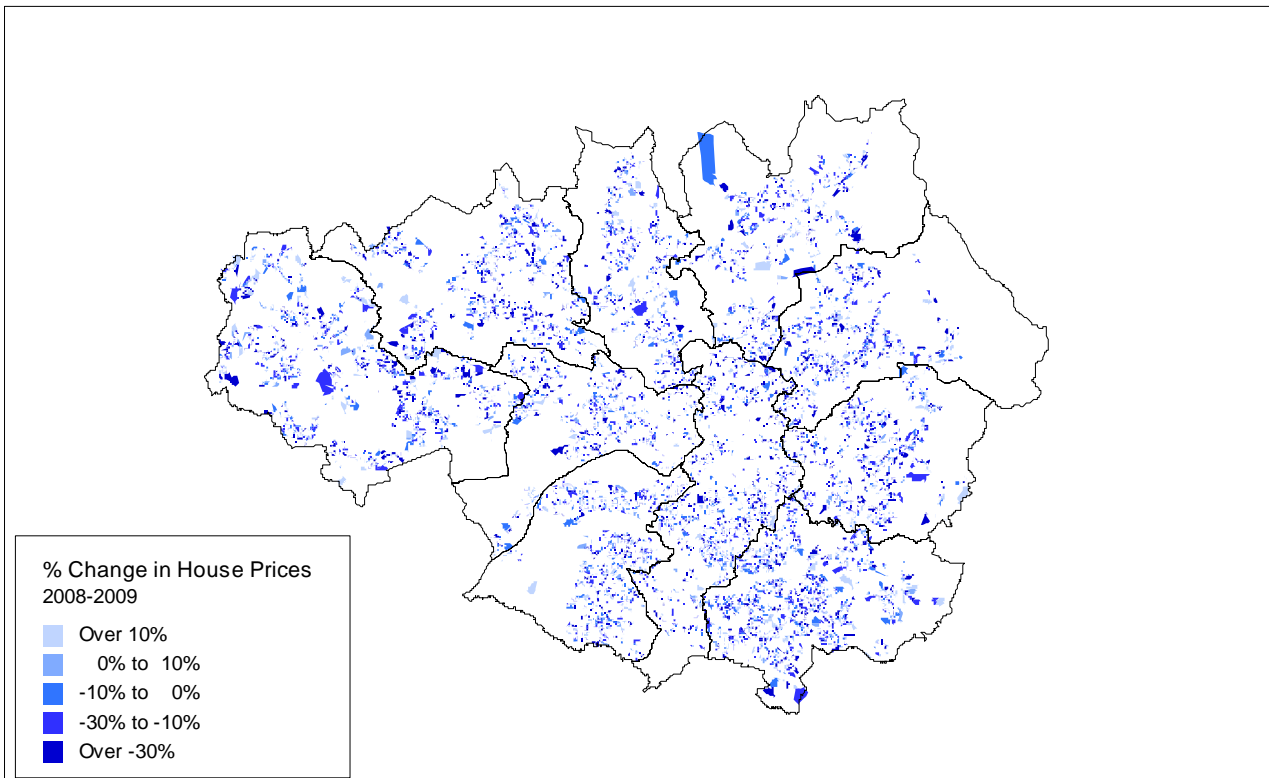 % Change in House Prices
2008-2009
Over 10%
0% to 10%
-10% to 0%
-30% to -10%
Over -30%